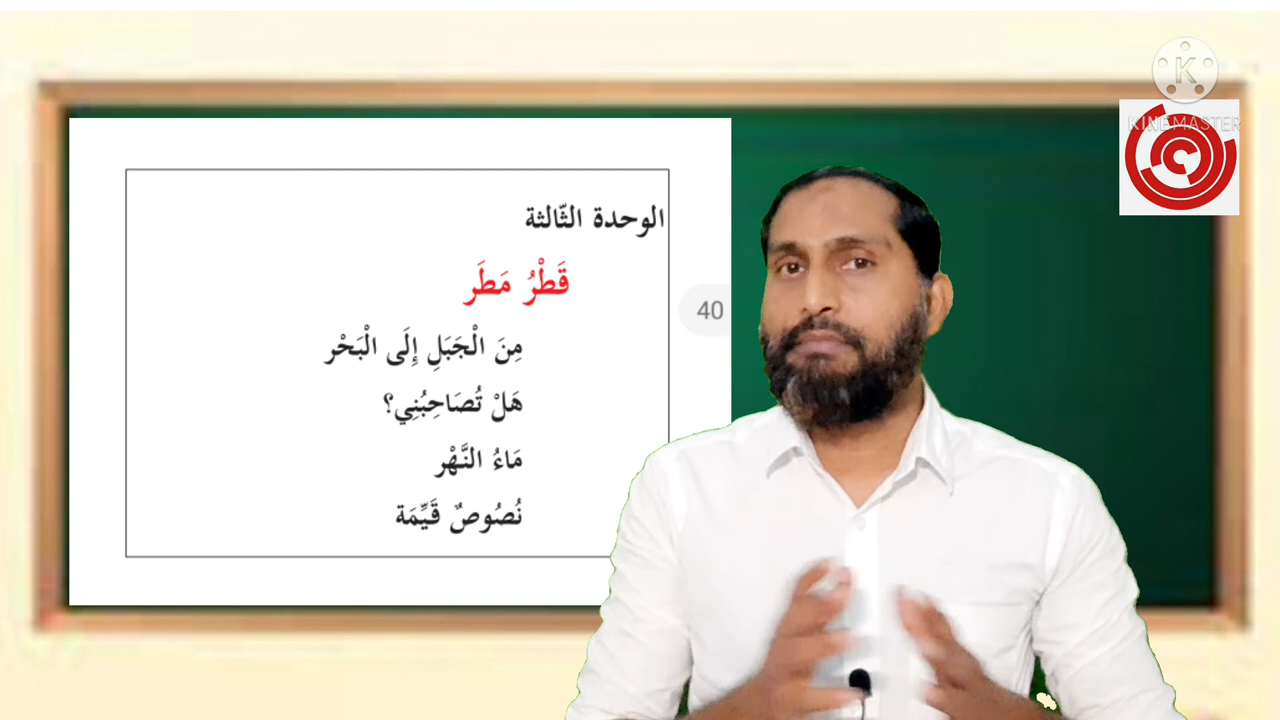 KINEMASTER
الوحدة الثّالثة
قَطْرُ مَطَر
مِنَ الْجَبَلِ إِلَى الْبَحْر
هَلْ تُصَاحِبُنِي؟
مَاءُ النَّهْر
نُصُوصٌ قَيِّمَة
40